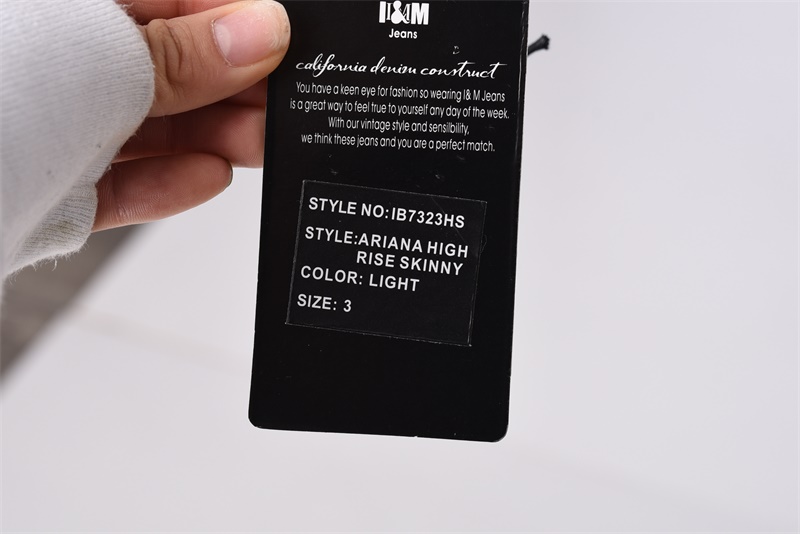 I&M
Jeans
california denim construct
You have a keen eye for fashion so wearing I& M Jeans
is a great way to feel true to yourself any day of the week.
With our vintage style and sensilbility,
we think these jeans and you are a perfect match.
STYLE NO:IB7323HS
STYLE:ARIANA HIGH
RISE SKINNY
COLOR: LIGHT
SIZE: 3